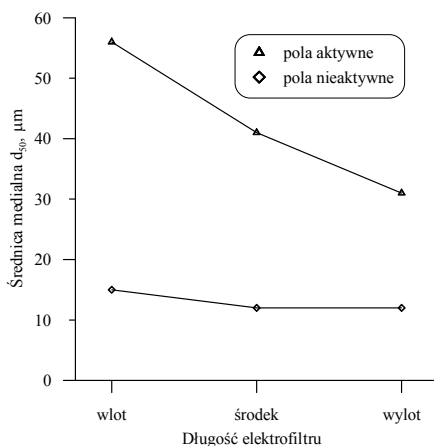 60
50
40
30
20
10
0
Średnica medialna d₅₀, μm
pola aktywne
pola nieaktywne
wlot
środek
wylot
Długość elektrofiltru